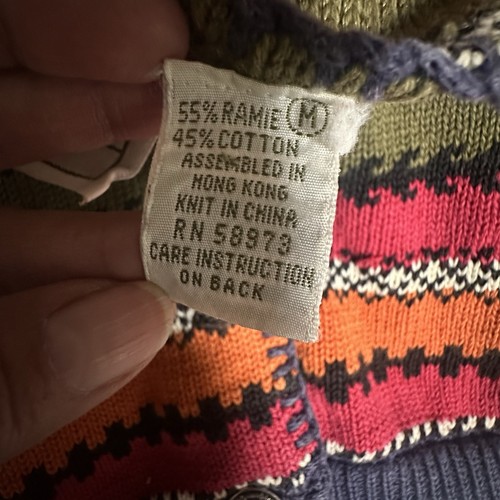 55% RAMIE M
45% COTTON
ASSEMBLED IN
HONG KONG
KNIT IN CHINA
RN 58973
CARE INSTRUCTION
ON BACK